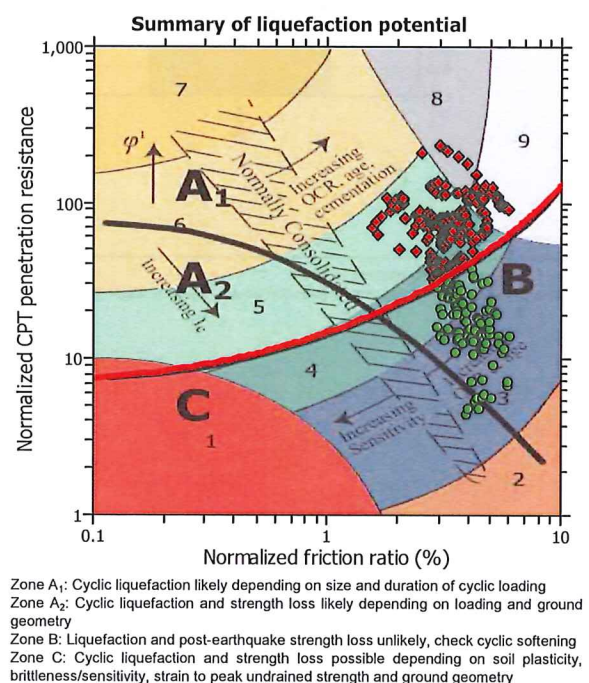 Summary of liquefaction potential
1,000
7
8
9
φ'
Normally Consolidated
Increasing
OCR, age,
cementation
A1
100
6
A2
Increasing Ic
5
B
10
4
3
C
1
Increasing
Sensitivity
2
1
0.1
1
10
Normalized CPT penetration resistance
Normalized friction ratio (%)
Zone A₁: Cyclic liquefaction likely depending on size and duration of cyclic loading
Zone A₂: Cyclic liquefaction and strength loss likely depending on loading and ground
geometry
Zone B: Liquefaction and post-earthquake strength loss unlikely, check cyclic softening
Zone C: Cyclic liquefaction and strength loss possible depending on soil plasticity,
brittleness/sensitivity, strain to peak undrained strength and ground geometry